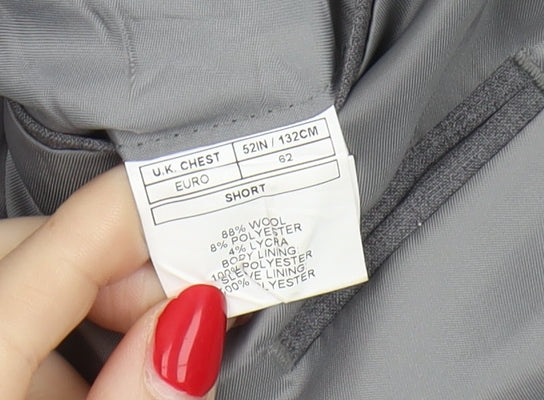 U.K. CHEST 52IN / 132CM
EURO 62
SHORT
88% WOOL
8% POLYESTER
4% LYCRA
BODY LINING
100% POLYESTER
SLEEVE LINING
100% POLYESTER